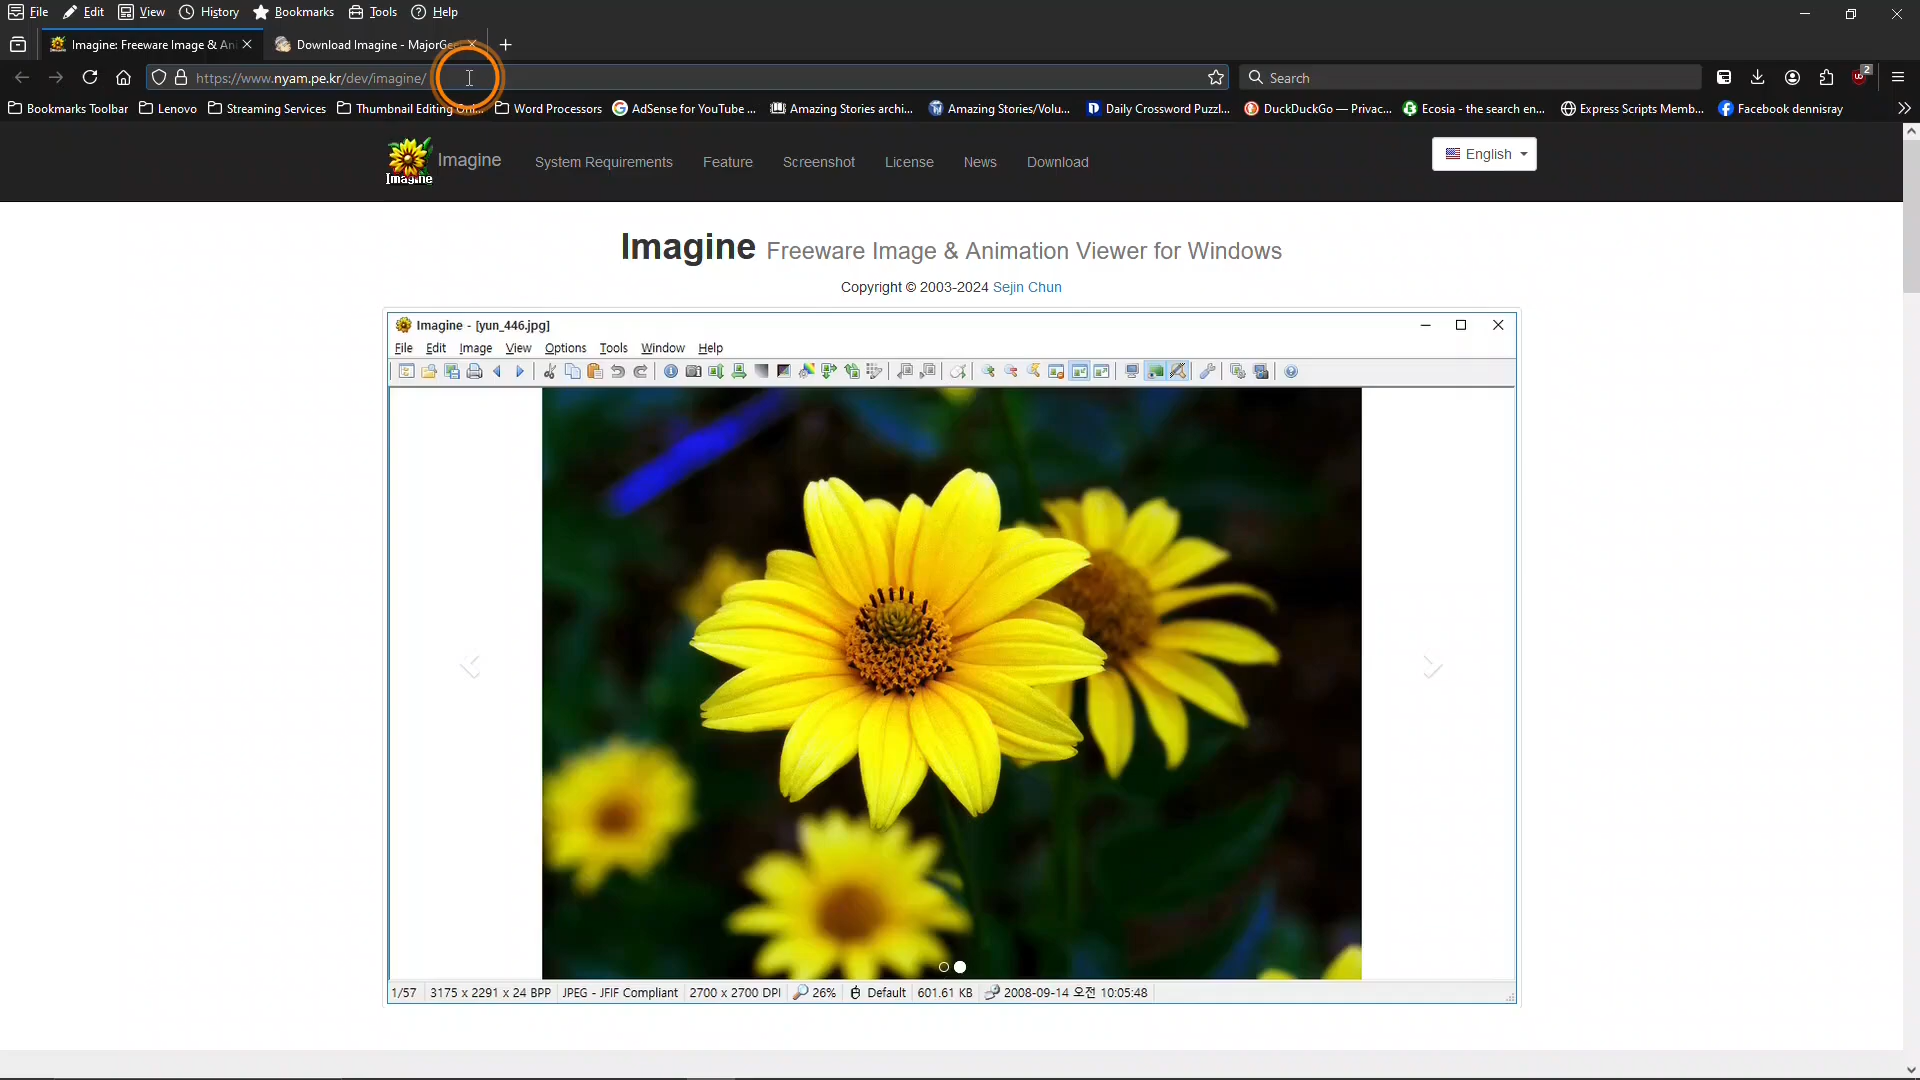 File Edit View History Bookmarks Tools Help
Imagine: Freeware Image & An Download Imagine - MajorGe
https://www.nyam.pe.kr/dev/imagine/ Search 2
Bookmarks Toolbar Lenovo Streaming Services Thumbnail Editing Word Processors AdSense for YouTube ... Amazing Stories archi... Amazing Stories/Volu... Daily Crossword Puzzl... DuckDuckGo — Privac... Ecosia - the search en... Express Scripts Memb... Facebook dennisray
Imagine Imagine System Requirements Feature Screenshot License News Download English
Imagine Freeware Image & Animation Viewer for Windows
Copyright © 2003-2024 Sejin Chun
Imagine - [yun_446.jpg]
File Edit Image View Options Tools Window Help
1/57 3175 x 2291 x 24 BPP JPEG - JFIF Compliant 2700 x 2700 DPI 26% Default 601.61 KB 2008-09-14 오전 10:05:48